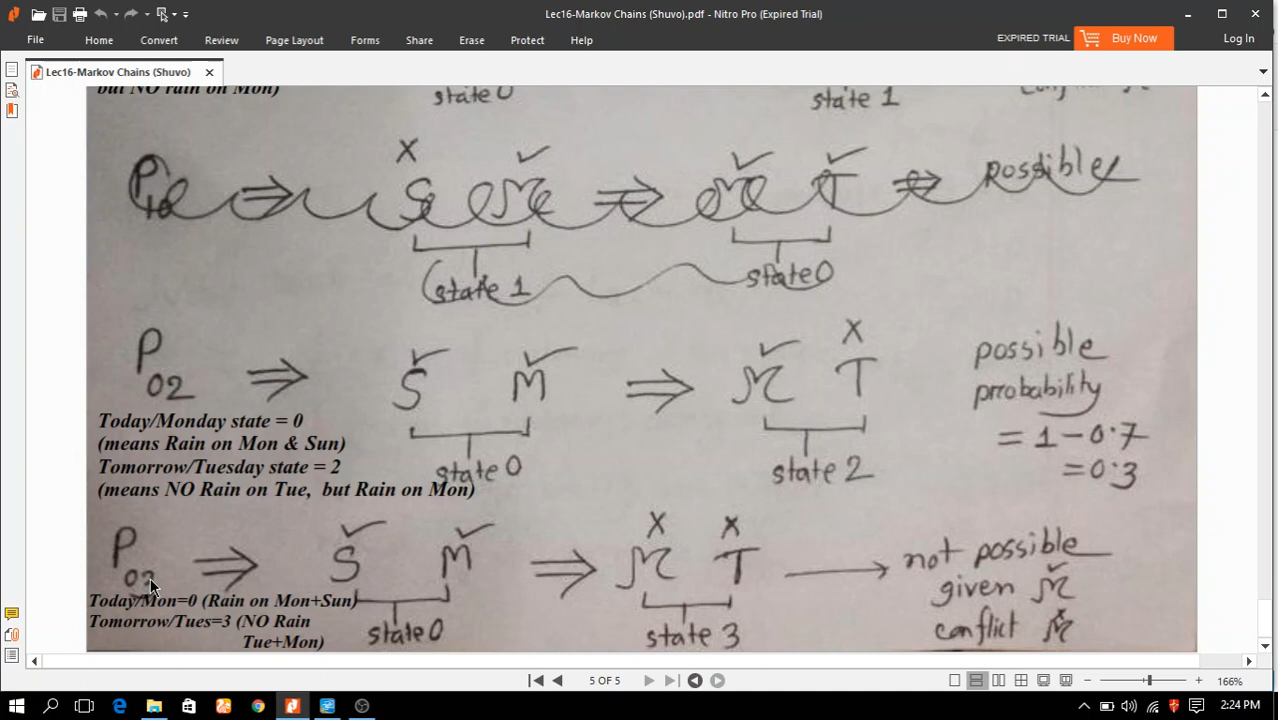 Lec16-Markov Chains (Shuvo).pdf - Nitro Pro (Expired Trial)
File Home Convert Review Page Layout Forms Share Erase Protect Help EXPIRED TRIAL Buy Now Log In
Lec16-Markov Chains (Shuvo)
but NO rain on Mon)
state 0 state 1
P10 ⇒ S M ⇒ M T ⇒ possible
X ✓ ✓ ✓
state 1 state 0
P02 ⇒ S M ⇒ M T possible
✓ ✓ ✓ X probability
= 1 - 0.7
= 0.3
Today/Monday state = 0
(means Rain on Mon & Sun)
Tomorrow/Tuesday state = 2
(means NO Rain on Tue, but Rain on Mon)
state 0 state 2
P03 ⇒ S M ⇒ M T → not possible
✓ ✓ X X given M ✓
conflict M X
Today/Mon=0 (Rain on Mon+Sun)
Tomorrow/Tues=3 (NO Rain
Tue+Mon)
state 0 state 3
5 OF 5 166%
2:24 PM